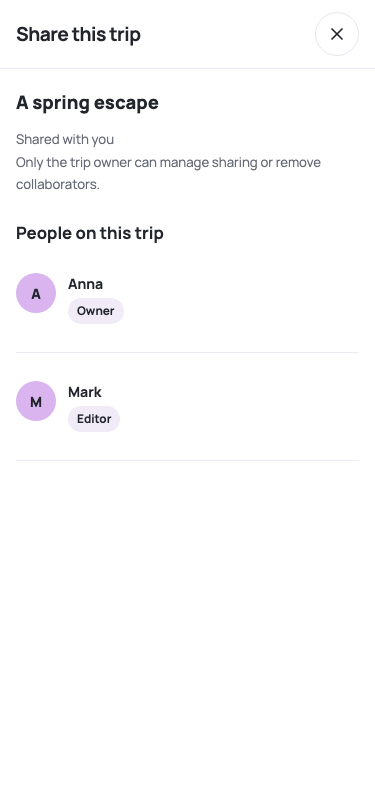 Share this trip
A spring escape
Shared with you
Only the trip owner can manage sharing or remove
collaborators.
People on this trip
A
Anna
Owner
M
Mark
Editor